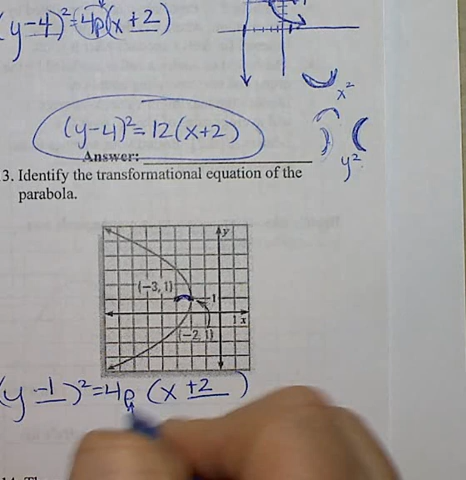 (y-4)²=4p(x+2)
x²
(y-4)²=12(x+2)
y²
Answer:
3. Identify the transformational equation of the
parabola.
y
(-3, 1)
1
1 x
(-2, 1)
(y-1)²=4p(x+2)